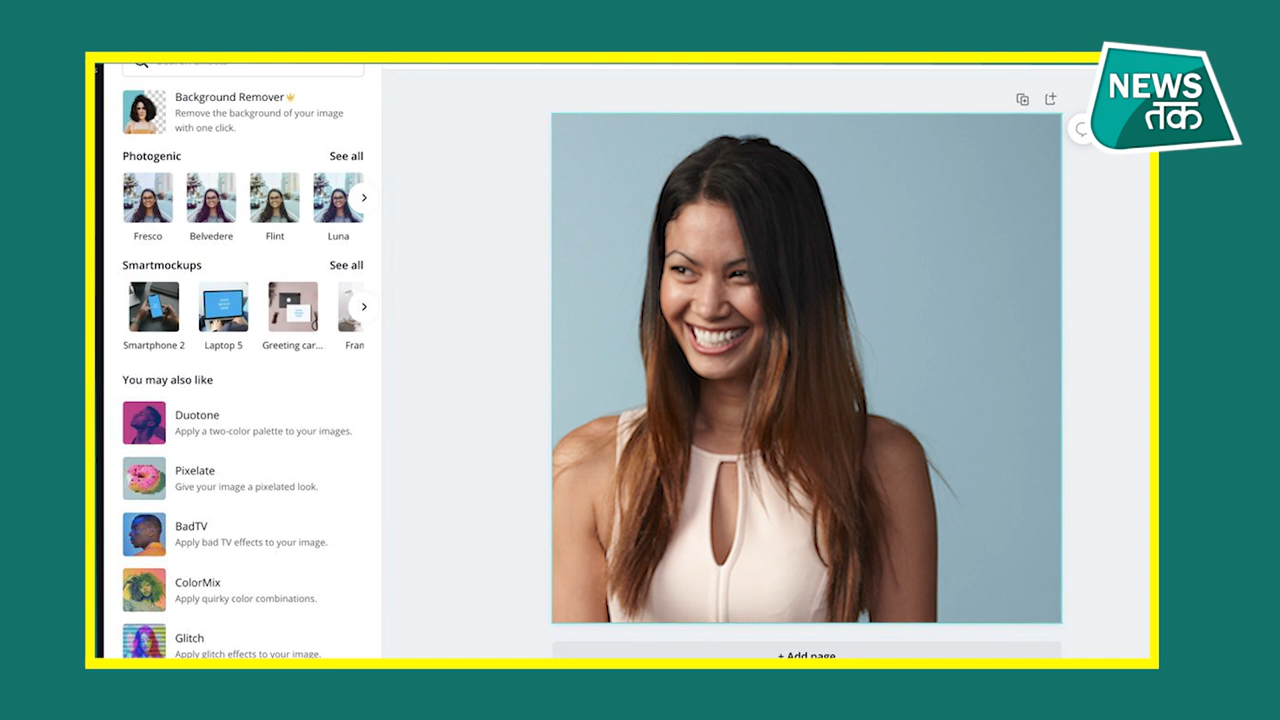 NEWS
तक
Background Remover
Remove the background of your image
with one click.
Photogenic
See all
Fresco
Belvedere
Flint
Luna
Smartmockups
See all
Smartphone 2
Laptop 5
Greeting car...
Fran
You may also like
Duotone
Apply a two-color palette to your images.
Pixelate
Give your image a pixelated look.
BadTV
Apply bad TV effects to your image.
ColorMix
Apply quirky color combinations.
Glitch
Apply glitch effects to your image.
+ Add page